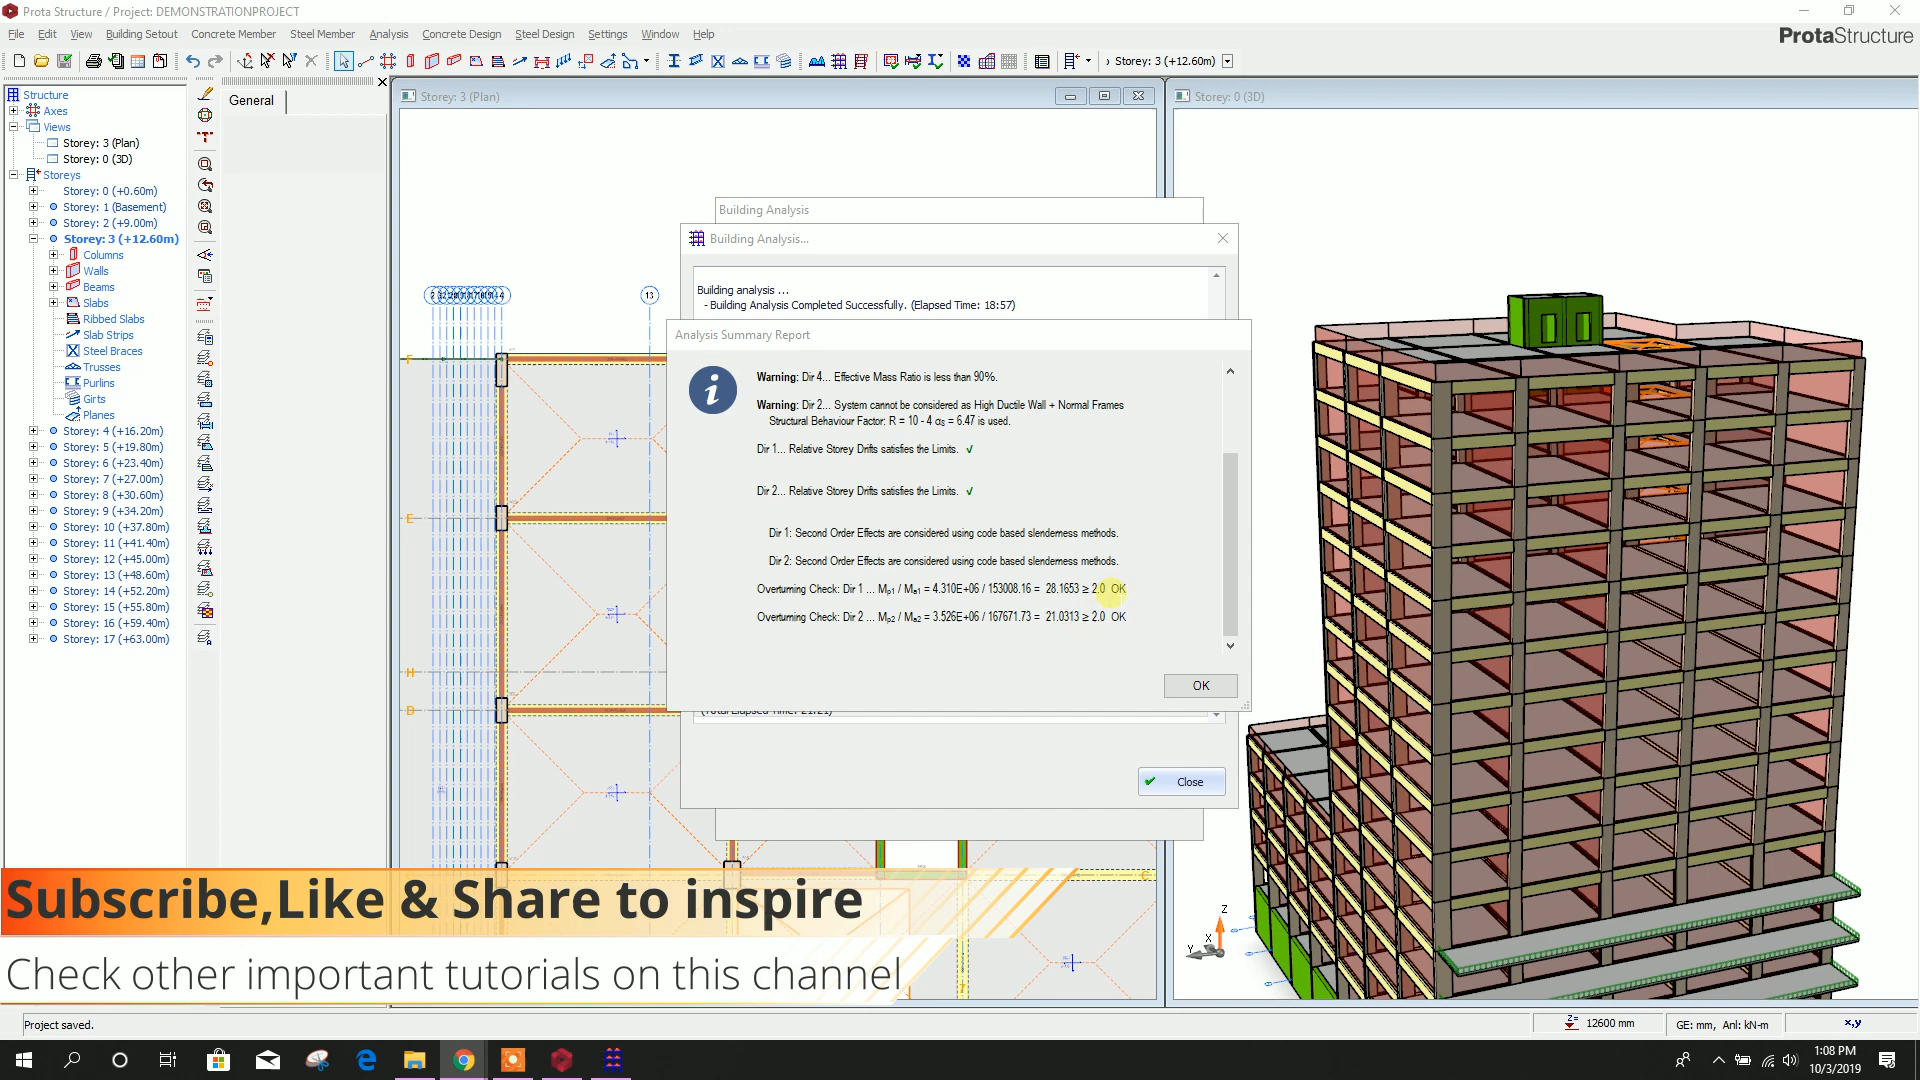 Prota Structure / Project: DEMONSTRATIONPROJECT
File Edit View Building Setout Concrete Member Steel Member Analysis Concrete Design Steel Design Settings Window Help
ProtaStructure
› Storey: 3 (+12.60m)
Structure
Axes
Views
Storey: 3 (Plan)
Storey: 0 (3D)
Storeys
Storey: 0 (+0.60m)
Storey: 1 (Basement)
Storey: 2 (+9.00m)
Storey: 3 (+12.60m)
Columns
Walls
Beams
Slabs
Ribbed Slabs
Slab Strips
Steel Braces
Trusses
Purlins
Girts
Planes
Storey: 4 (+16.20m)
Storey: 5 (+19.80m)
Storey: 6 (+23.40m)
Storey: 7 (+27.00m)
Storey: 8 (+30.60m)
Storey: 9 (+34.20m)
Storey: 10 (+37.80m)
Storey: 11 (+41.40m)
Storey: 12 (+45.00m)
Storey: 13 (+48.60m)
Storey: 14 (+52.20m)
Storey: 15 (+55.80m)
Storey: 16 (+59.40m)
Storey: 17 (+63.00m)
General
Storey: 3 (Plan)
Storey: 0 (3D)
13
F
E
H
D
C
Building Analysis
Building Analysis...
Building analysis ...
- Building Analysis Completed Successfully. (Elapsed Time: 18:57)
Analysis Summary Report
Warning: Dir 4... Effective Mass Ratio is less than 90%.
Warning: Dir 2... System cannot be considered as High Ductile Wall + Normal Frames
Structural Behaviour Factor: R = 10 - 4 αs = 6.47 is used.
Dir 1... Relative Storey Drifts satisfies the Limits. √
Dir 2... Relative Storey Drifts satisfies the Limits. √
Dir 1: Second Order Effects are considered using code based slenderness methods.
Dir 2: Second Order Effects are considered using code based slenderness methods.
Overturning Check: Dir 1 ... Mp1 / Ma1 = 4.310E+06 / 153008.16 = 28.1653 ≥ 2.0 OK
Overturning Check: Dir 2 ... Mp2 / Ma2 = 3.526E+06 / 167671.73 = 21.0313 ≥ 2.0 OK
OK
(Total Elapsed Time: 21:21)
Close
Z
X
Y
Subscribe,Like & Share to inspire
Check other important tutorials on this channel
Project saved.
Z= 12600 mm
GE: mm, Anl: kN-m
x,y
1:08 PM
10/3/2019